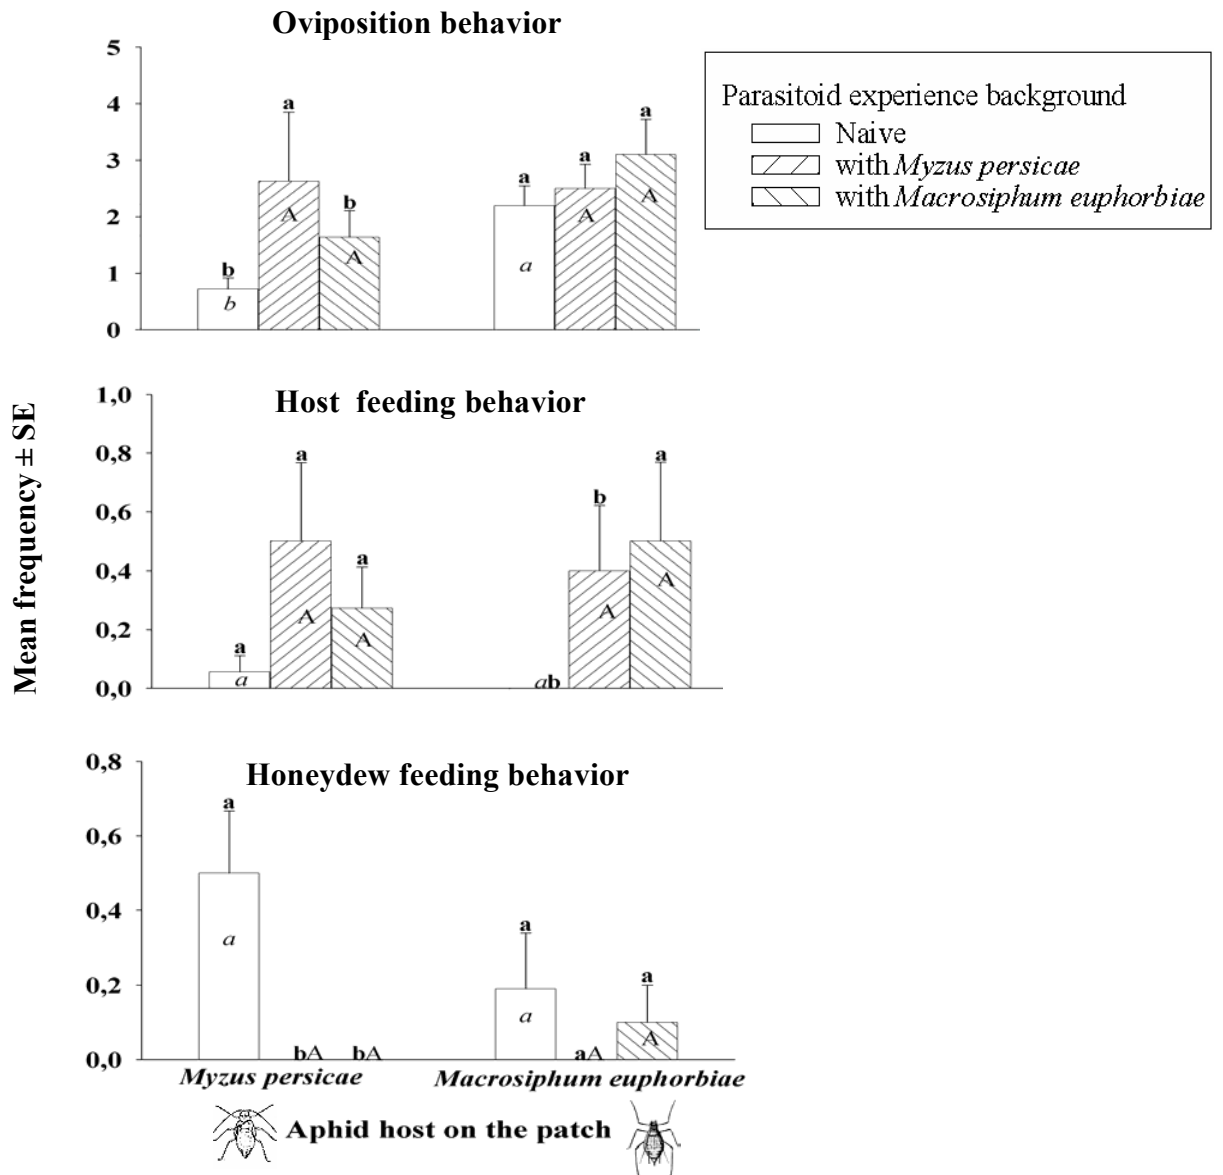 Oviposition behavior
5
4
3
2
1
0
b
a
b
a
a
a
b
A
A
a
A
A
Parasitoid experience background
Naive
with Myzus persicae
with Macrosiphum euphorbiae
Mean frequency ± SE
Host feeding behavior
1,0
0,8
0,6
0,4
0,2
0,0
a
a
a
b
a
a
A
A
ab
A
A
Honeydew feeding behavior
0,8
0,6
0,4
0,2
0,0
a
a
a
a
bA
bA
a
aA
A
Myzus persicae
Macrosiphum euphorbiae
Aphid host on the patch